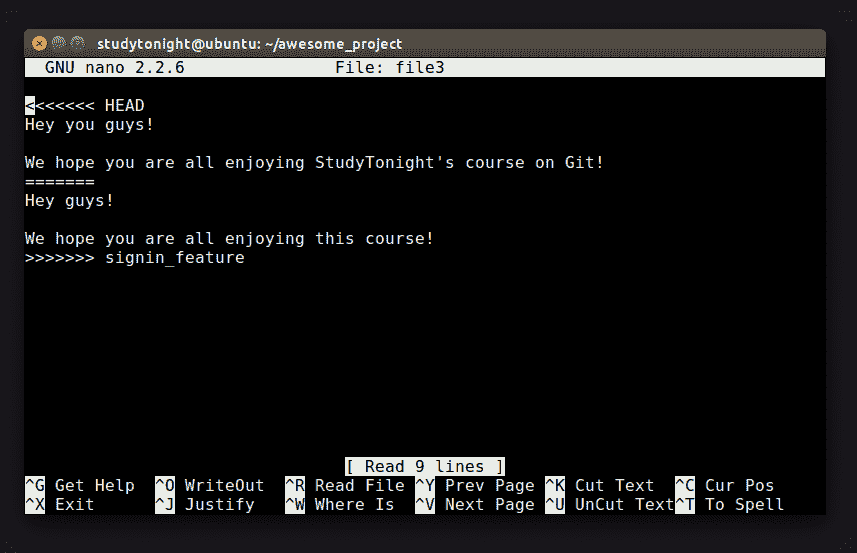 studytonight@ubuntu: ~/awesome_project
GNU nano 2.2.6 File: file3
<<<<<<< HEAD
Hey you guys!
We hope you are all enjoying StudyTonight's course on Git!
=======
Hey guys!
We hope you are all enjoying this course!
>>>>>>> signin_feature
[ Read 9 lines ]
^G Get Help ^O WriteOut ^R Read File ^Y Prev Page ^K Cut Text ^C Cur Pos
^X Exit ^J Justify ^W Where Is ^V Next Page ^U UnCut Text ^T To Spell